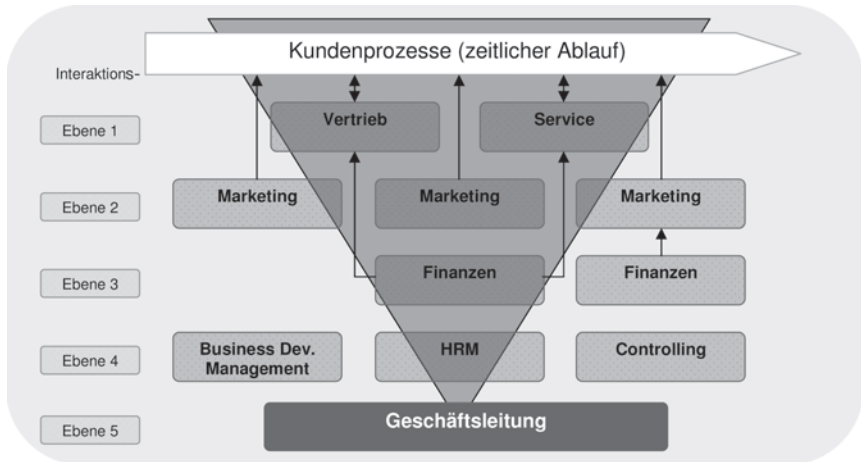 Kundenprozesse (zeitlicher Ablauf)
Interaktions-
Ebene 1
Vertrieb
Service
Ebene 2
Marketing
Marketing
Marketing
Ebene 3
Finanzen
Finanzen
Ebene 4
Business Dev.
Management
HRM
Controlling
Ebene 5
Geschäftsleitung